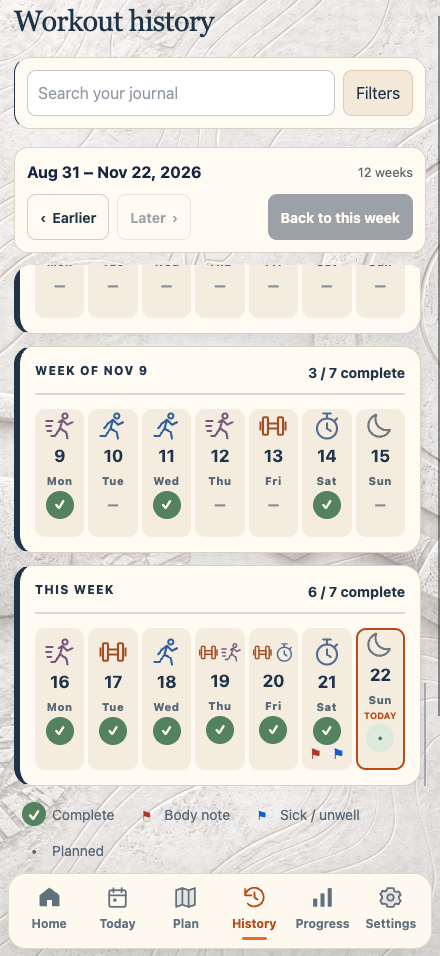 Workout history
Search your journal
Filters
Aug 31 – Nov 22, 2026
12 weeks
‹ Earlier
Later ›
Back to this week
– – – – – – –
WEEK OF NOV 9
3 / 7 complete
9 10 11 12 13 14 15
Mon Tue Wed Thu Fri Sat Sun
– – – –
THIS WEEK
6 / 7 complete
16 17 18 19 20 21 22
Mon Tue Wed Thu Fri Sat Sun
TODAY
Complete
Body note
Sick / unwell
Planned
Home Today Plan History Progress Settings